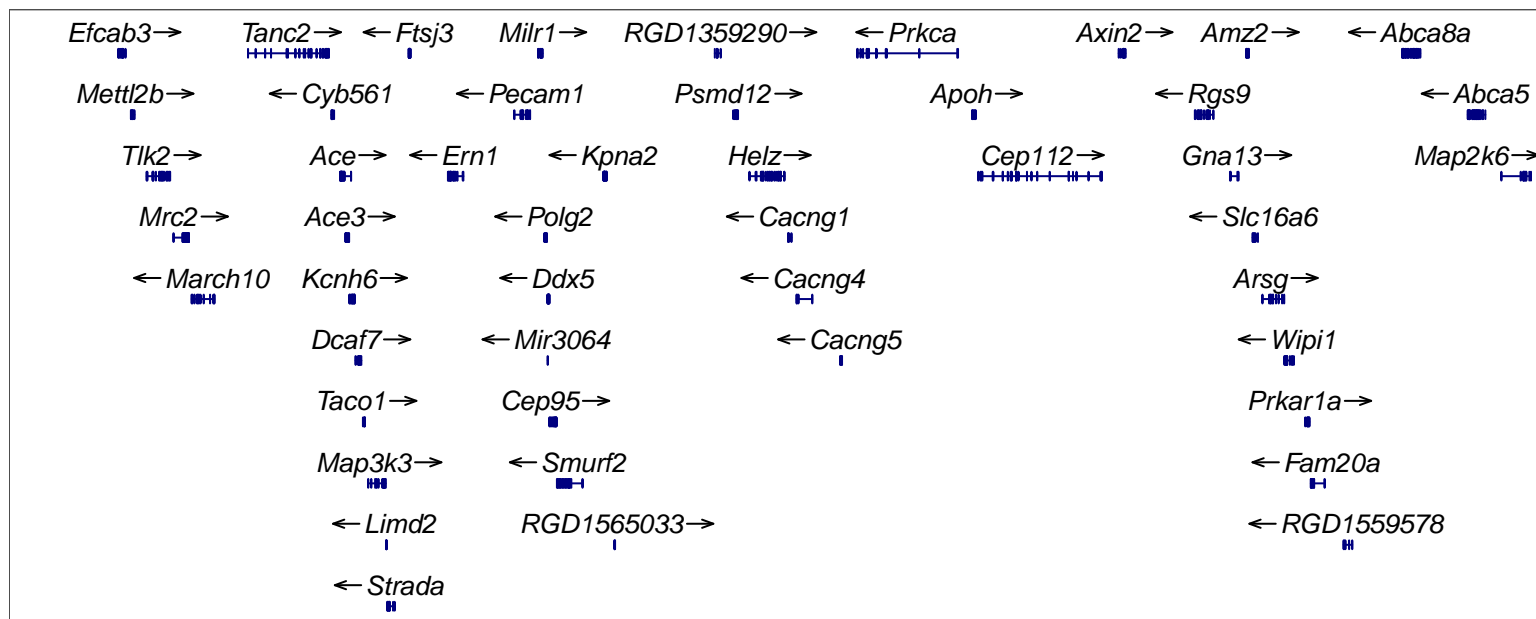 Efcab3→ Tanc2→ ←Ftsj3 Milr1→ RGD1359290→ ←Prkca Axin2→ Amz2→ ←Abca8a
Mettl2b→ ←Cyb561 ←Pecam1 Psmd12→ Apoh→ ←Rgs9 ←Abca5
Tlk2→ Ace→ ←Ern1 ←Kpna2 Helz→ Cep112→ Gna13→ Map2k6→
Mrc2→ Ace3→ ←Polg2 ←Cacng1 ←Slc16a6
←March10 Kcnh6→ ←Ddx5 ←Cacng4 Arsg→
Dcaf7→ ←Mir3064 ←Cacng5 ←Wipi1
Taco1→ Cep95→ Prkar1a→
Map3k3→ ←Smurf2 ←Fam20a
←Limd2 RGD1565033→ ←RGD1559578
←Strada